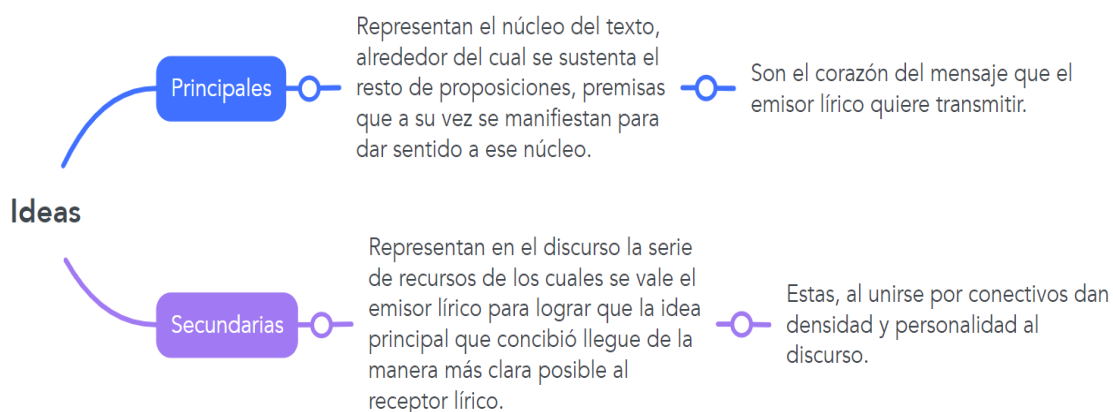 Ideas
Principales
Representan el núcleo del texto,
alrededor del cual se sustenta el
resto de proposiciones, premisas
que a su vez se manifiestan para
dar sentido a ese núcleo.
Son el corazón del mensaje que el
emisor lírico quiere transmitir.
Secundarias
Representan en el discurso la serie
de recursos de los cuales se vale el
emisor lírico para lograr que la idea
principal que concibió llegue de la
manera más clara posible al
receptor lírico.
Estas, al unirse por conectivos dan
densidad y personalidad al
discurso.